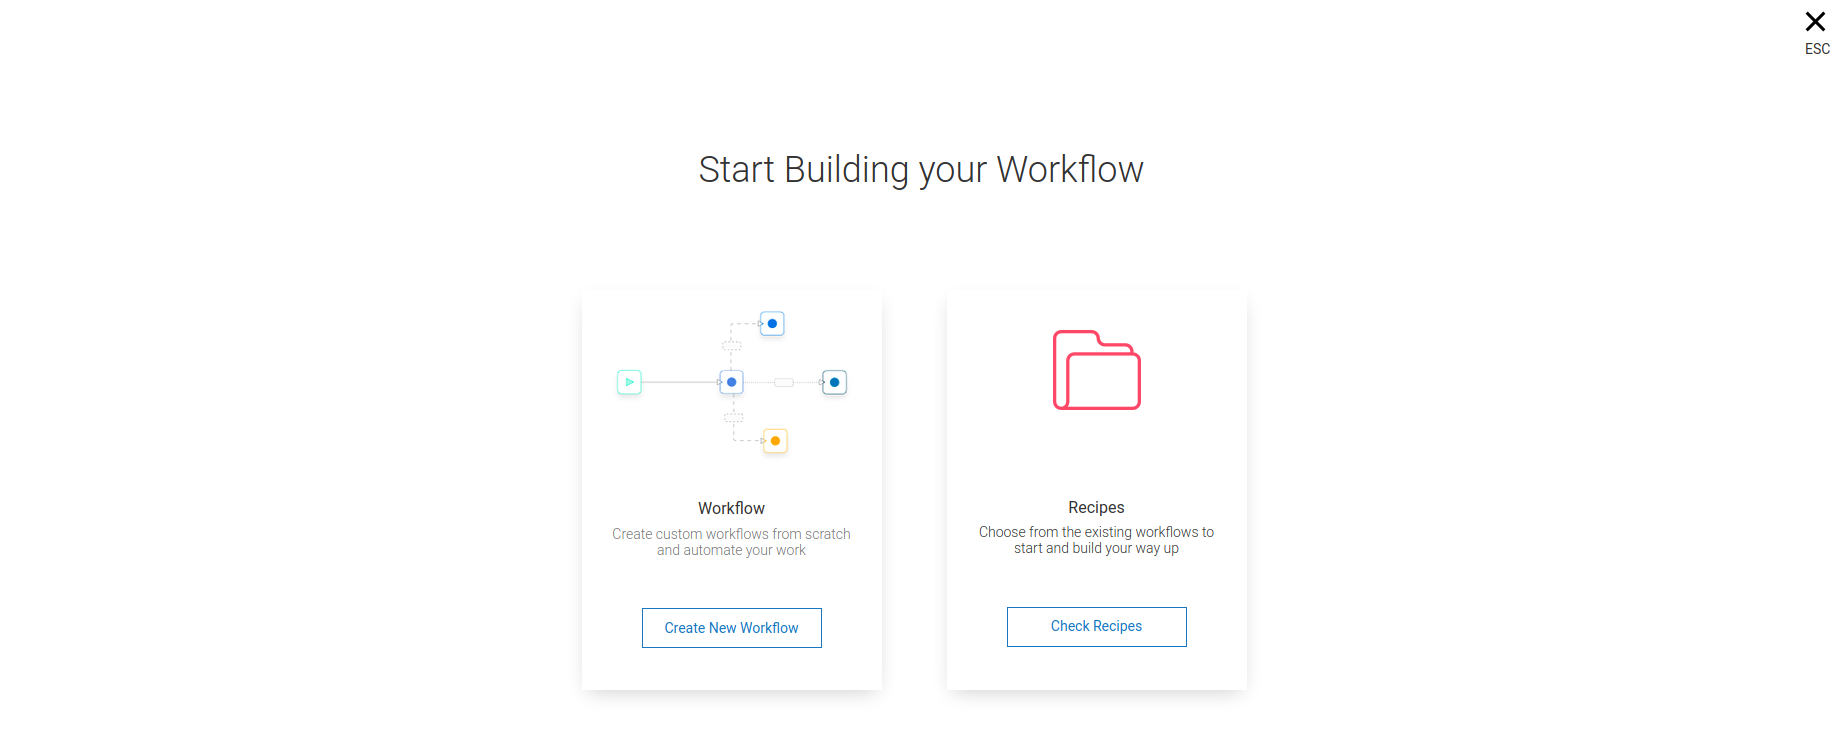 ESC
Start Building your Workflow
Workflow
Create custom workflows from scratch
and automate your work
Create New Workflow
Recipes
Choose from the existing workflows to
start and build your way up
Check Recipes